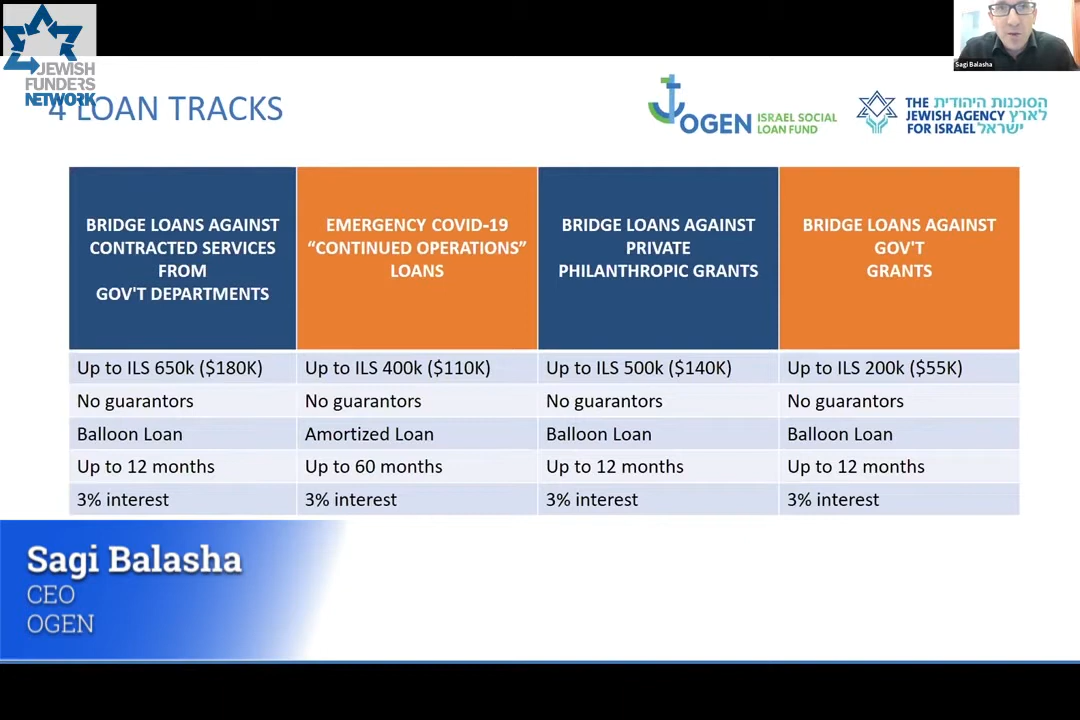 JEWISH
FUNDERS
NETWORK
Sagi Balasha
4 LOAN TRACKS
OGEN
ISRAEL SOCIAL
LOAN FUND
THE הסוכנות היהודית
JEWISH AGENCY לארץ
FOR ISRAEL ישראל
BRIDGE LOANS AGAINST
CONTRACTED SERVICES
FROM
GOV'T DEPARTMENTS
EMERGENCY COVID-19
“CONTINUED OPERATIONS”
LOANS
BRIDGE LOANS AGAINST
PRIVATE
PHILANTHROPIC GRANTS
BRIDGE LOANS AGAINST
GOV'T
GRANTS
Up to ILS 650k ($180K) Up to ILS 400k ($110K) Up to ILS 500k ($140K) Up to ILS 200k ($55K)
No guarantors No guarantors No guarantors No guarantors
Balloon Loan Amortized Loan Balloon Loan Balloon Loan
Up to 12 months Up to 60 months Up to 12 months Up to 12 months
3% interest 3% interest 3% interest 3% interest
Sagi Balasha
CEO
OGEN